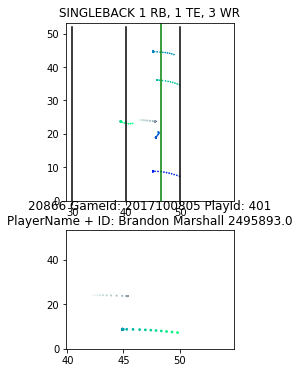 SINGLEBACK 1 RB, 1 TE, 3 WR
50
40
30
20
10
0
30 40 50
20866 GameId: 2017100805 PlayId: 401
PlayerName + ID: Brandon Marshall 2495893.0
40
20
0
40 45 50